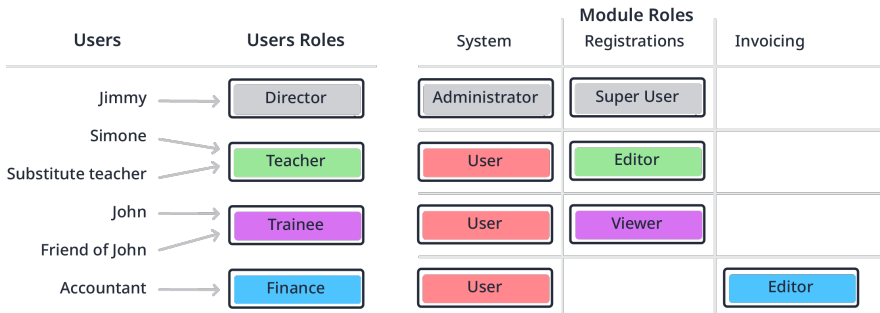 Module Roles
Users Users Roles System Registrations Invoicing
Jimmy Director Administrator Super User
Simone
Teacher User Editor
Substitute teacher
John
Trainee User Viewer
Friend of John
Accountant Finance User Editor